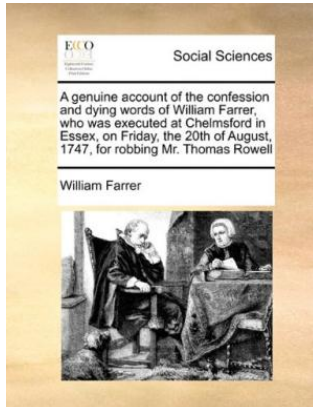 ECCO
Social Sciences
A genuine account of the confession
and dying words of William Farrer,
who was executed at Chelmsford in
Essex, on Friday, the 20th of August,
1747, for robbing Mr. Thomas Rowell
William Farrer